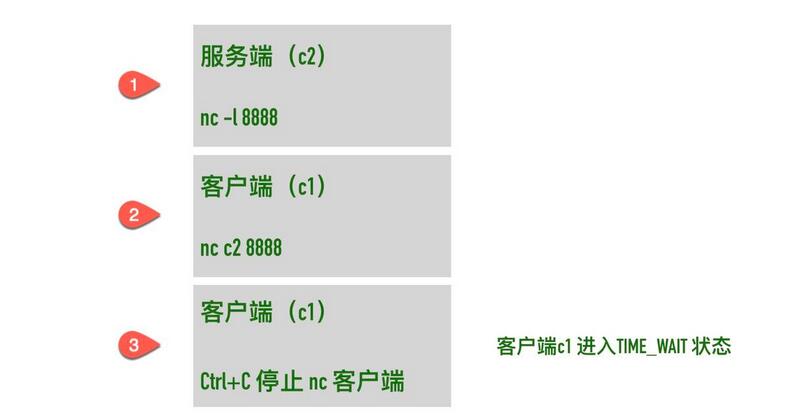 1
服务端（c2）
nc -l 8888
2
客户端（c1）
nc c2 8888
3
客户端（c1）
Ctrl+C 停止 nc 客户端
客户端c1 进入TIME_WAIT 状态